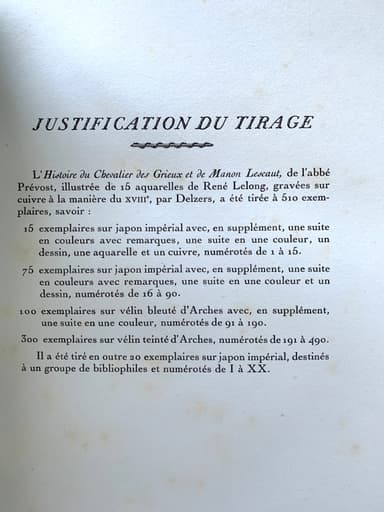 JUSTIFICATION DU TIRAGE
L'Histoire du Chevalier des Grieux et de Manon Lescaut, de l'abbé
Prévost, illustrée de 15 aquarelles de René Lelong, gravées sur
cuivre à la manière du XVIIIe, par Delzers, a été tirée à 510 exem-
plaires, savoir :
15 exemplaires sur japon impérial avec, en supplément, une suite
en couleurs avec remarques, une suite en une couleur, un
dessin, une aquarelle et un cuivre, numérotés de 1 à 15.
75 exemplaires sur japon impérial avec, en supplément, une suite
en couleurs avec remarques, une suite en une couleur et un
dessin, numérotés de 16 à 90.
100 exemplaires sur vélin bleuté d'Arches avec, en supplément,
une suite en une couleur, numérotés de 91 à 190.
300 exemplaires sur vélin teinté d'Arches, numérotés de 191 à 490.
Il a été tiré en outre 20 exemplaires sur japon impérial, destinés
à un groupe de bibliophiles et numérotés de I à XX.